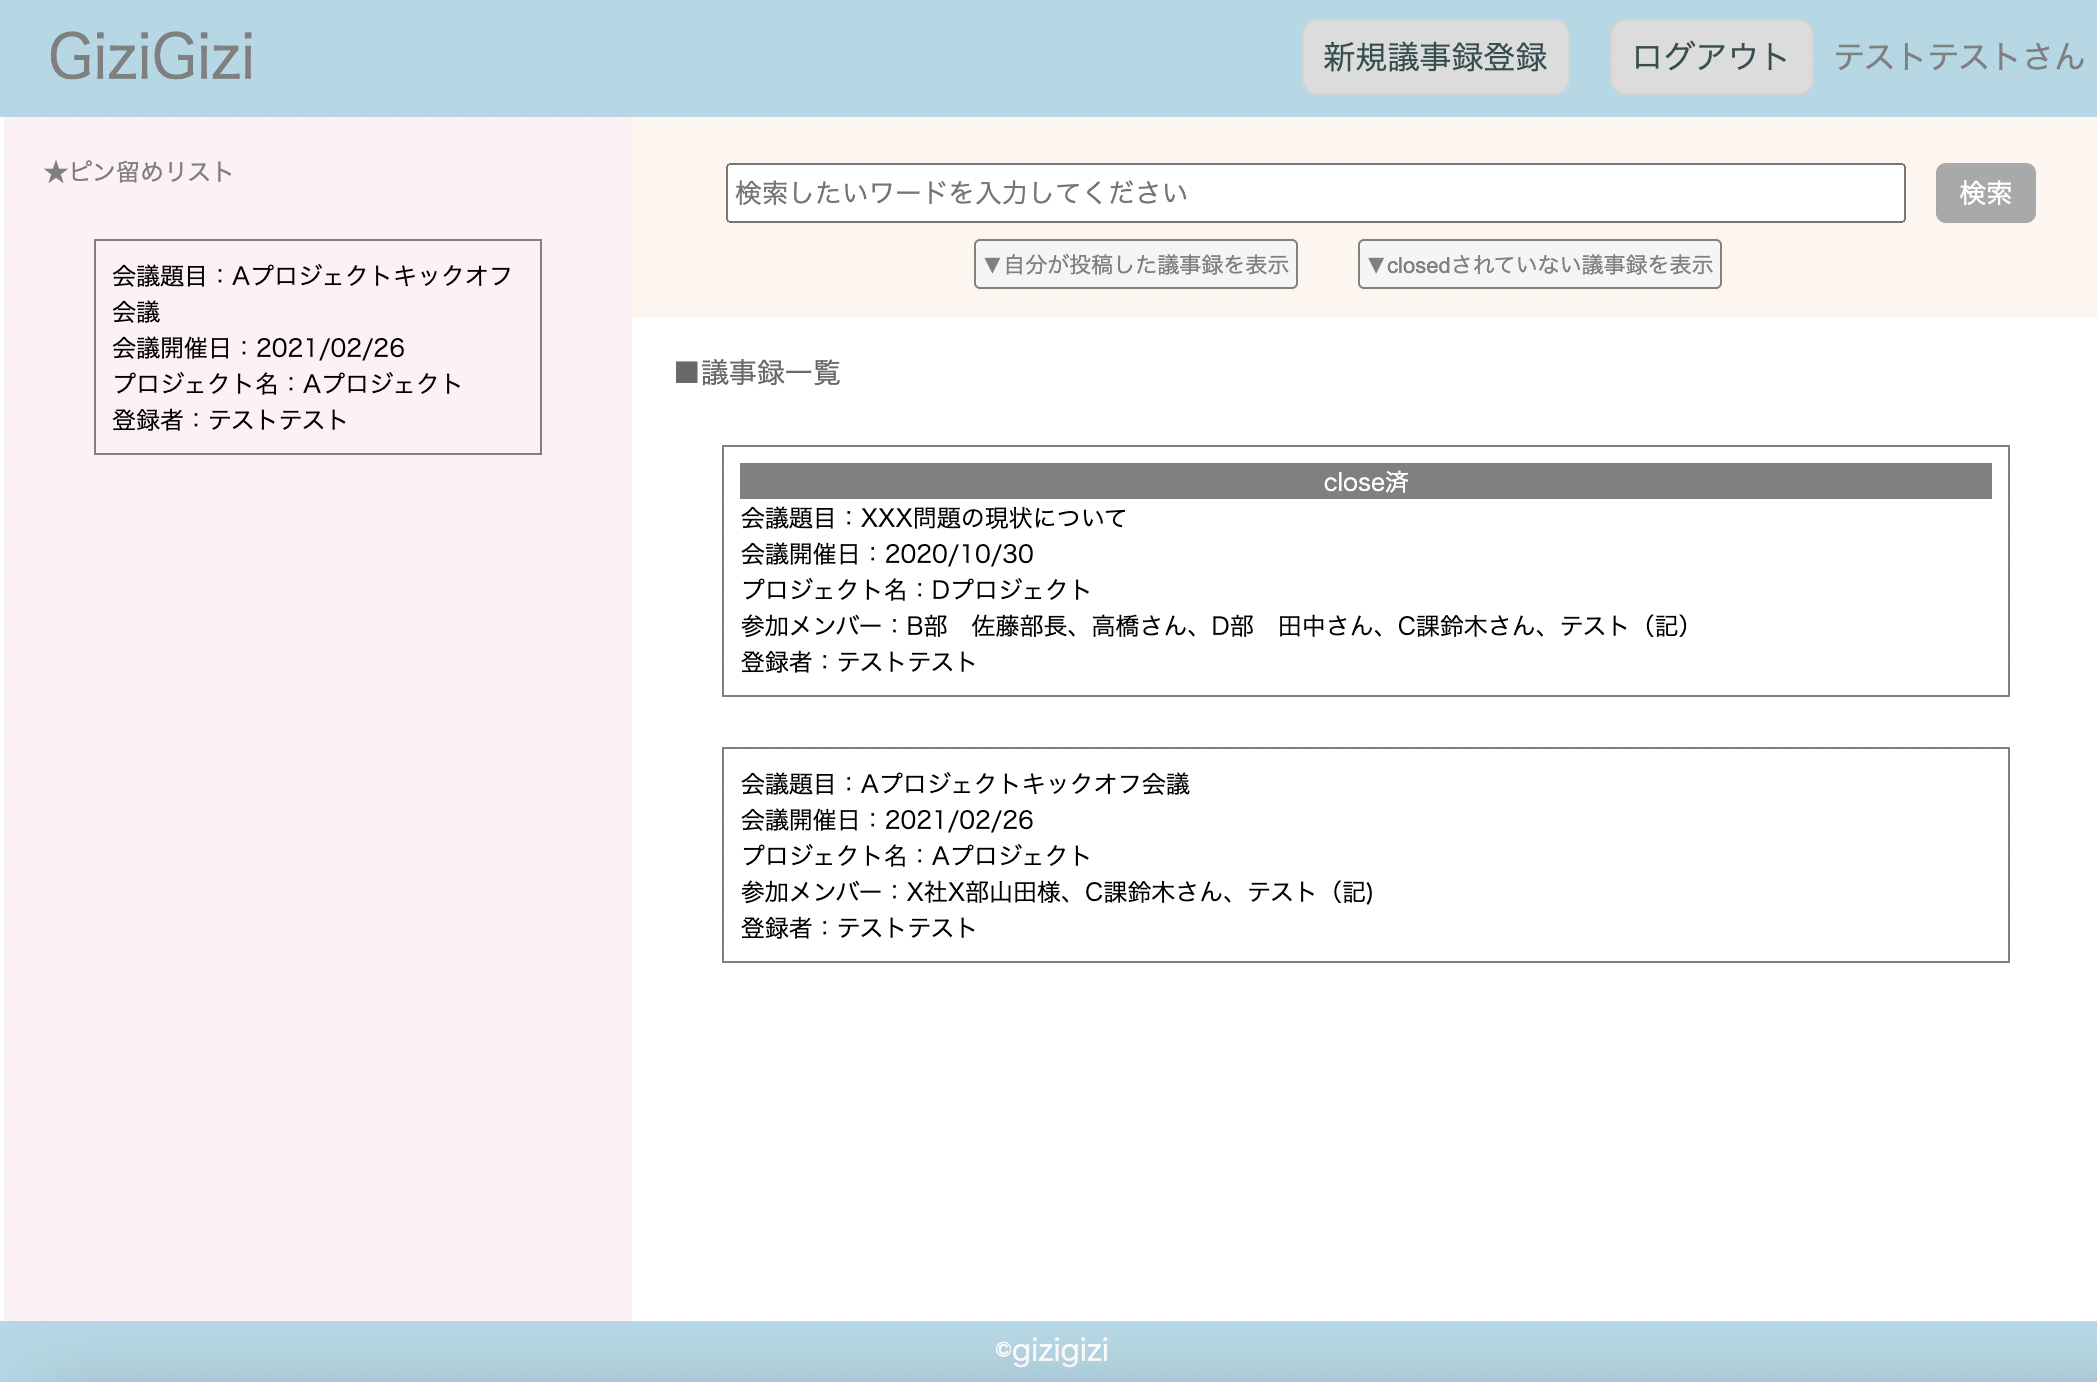 GiziGizi
新規議事録登録
ログアウト
テストテストさん
★ピン留めリスト
会議題目：Aプロジェクトキックオフ
会議
会議開催日：2021/02/26
プロジェクト名：Aプロジェクト
登録者：テストテスト
検索したいワードを入力してください
検索
▼自分が投稿した議事録を表示
▼closedされていない議事録を表示
■議事録一覧
close済
会議題目：XXX問題の現状について
会議開催日：2020/10/30
プロジェクト名：Dプロジェクト
参加メンバー：B部　佐藤部長、高橋さん、D部　田中さん、C課鈴木さん、テスト（記）
登録者：テストテスト
会議題目：Aプロジェクトキックオフ会議
会議開催日：2021/02/26
プロジェクト名：Aプロジェクト
参加メンバー：X社X部山田様、C課鈴木さん、テスト（記)
登録者：テストテスト
©gizigizi